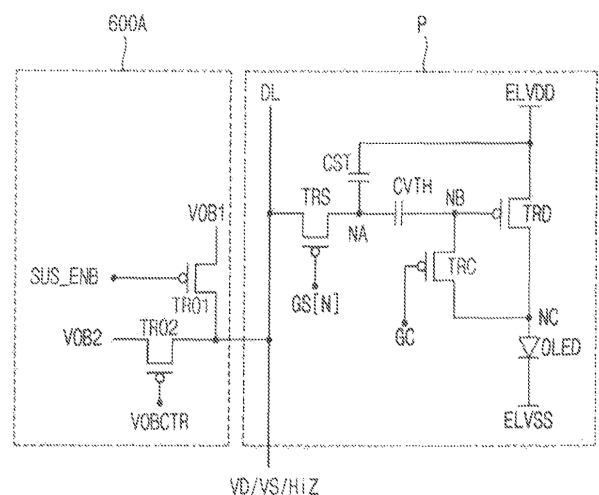 600A
P
DL
ELVDD
CST
CVTH
TRS
NB
TRD
NA
VOB1
TRC
SUS_ENB
TRO1
GS[N]
VOB2
TRO2
GC
NC
OLED
VOBCTR
ELVSS
VD/VS/HiZ